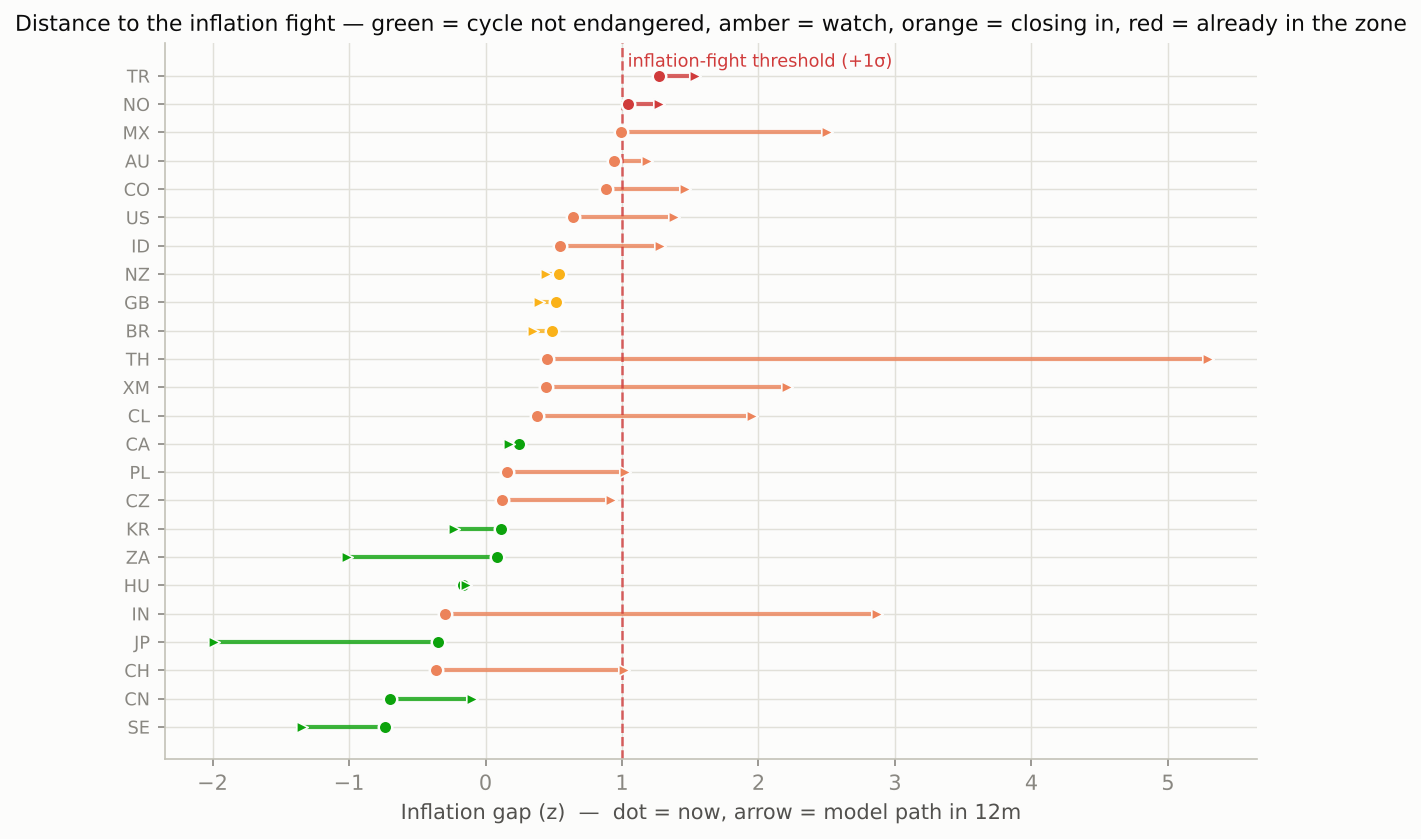 Distance to the inflation fight — green = cycle not endangered, amber = watch, orange = closing in, red = already in the zone
inflation-fight threshold (+1σ)
TR
NO
MX
AU
CO
US
ID
NZ
GB
BR
TH
XM
CL
CA
PL
CZ
KR
ZA
HU
IN
JP
CH
CN
SE
−2 −1 0 1 2 3 4 5
Inflation gap (z) — dot = now, arrow = model path in 12m